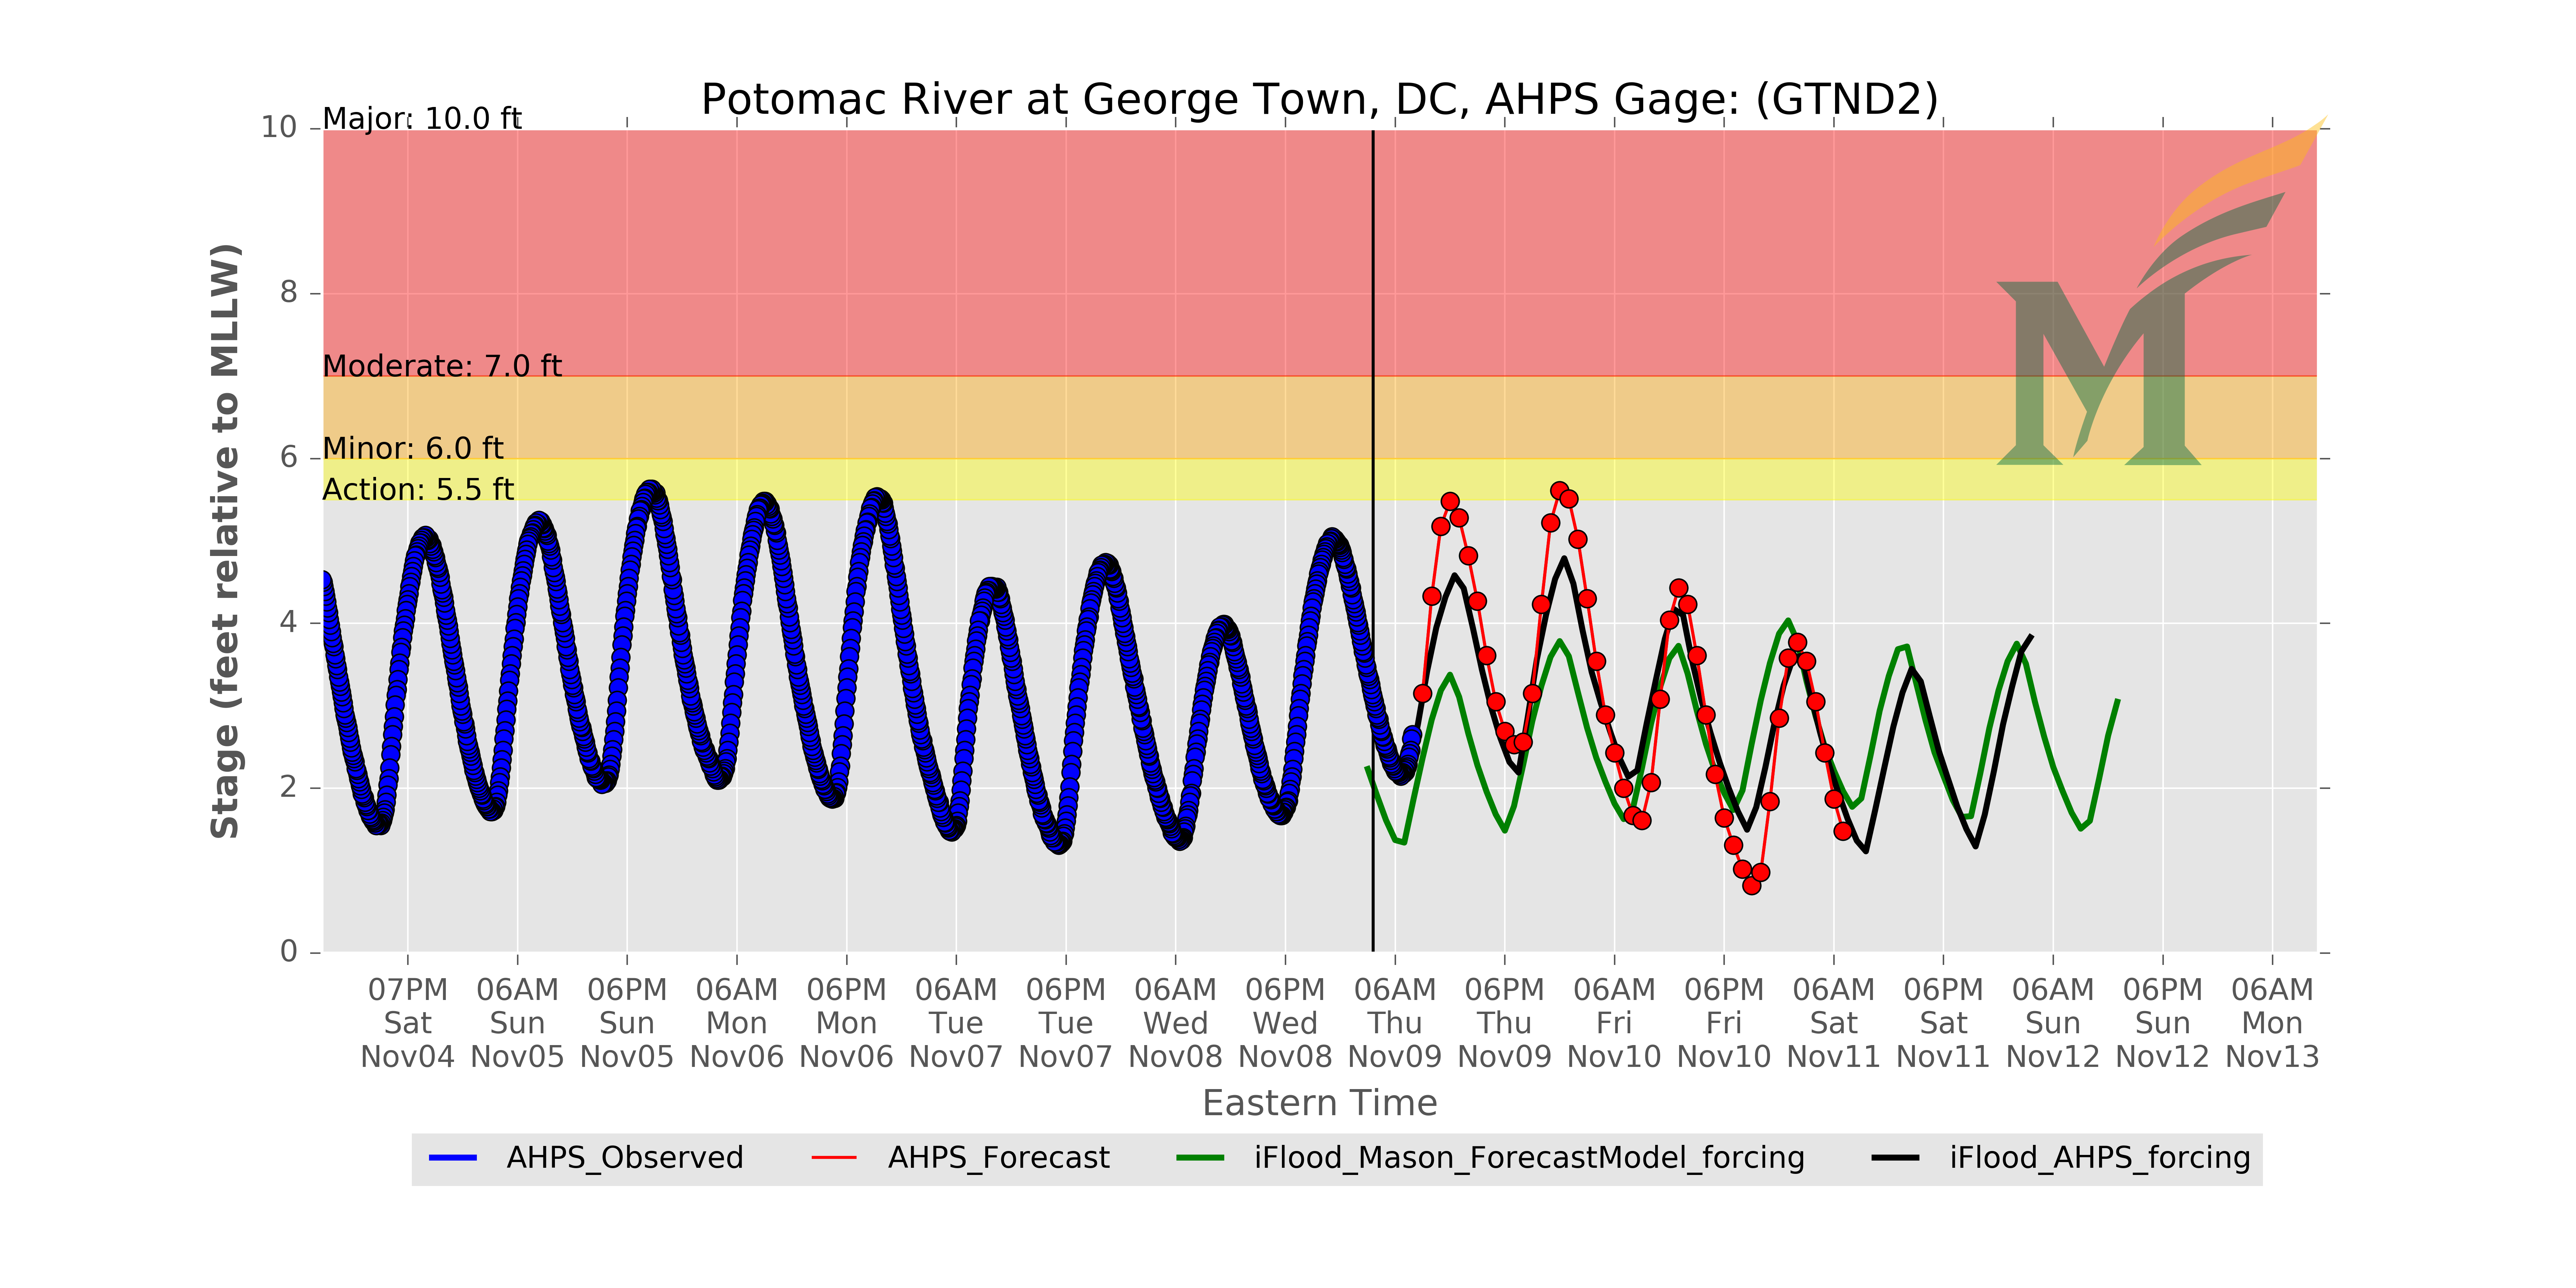 Potomac River at George Town, DC, AHPS Gage: (GTND2)
Major: 10.0 ft
Moderate: 7.0 ft
Minor: 6.0 ft
Action: 5.5 ft
Stage (feet relative to MLLW)
10
8
6
4
2
0
07PM 06AM 06PM 06AM 06PM 06AM 06PM 06AM 06PM 06AM 06PM 06AM 06PM 06AM 06PM 06AM 06PM 06AM
Sat Sun Sun Mon Mon Tue Tue Wed Wed Thu Thu Fri Fri Sat Sat Sun Sun Mon
Nov04 Nov05 Nov05 Nov06 Nov06 Nov07 Nov07 Nov08 Nov08 Nov09 Nov09 Nov10 Nov10 Nov11 Nov11 Nov12 Nov12 Nov13
Eastern Time
AHPS_Observed AHPS_Forecast iFlood_Mason_ForecastModel_forcing iFlood_AHPS_forcing